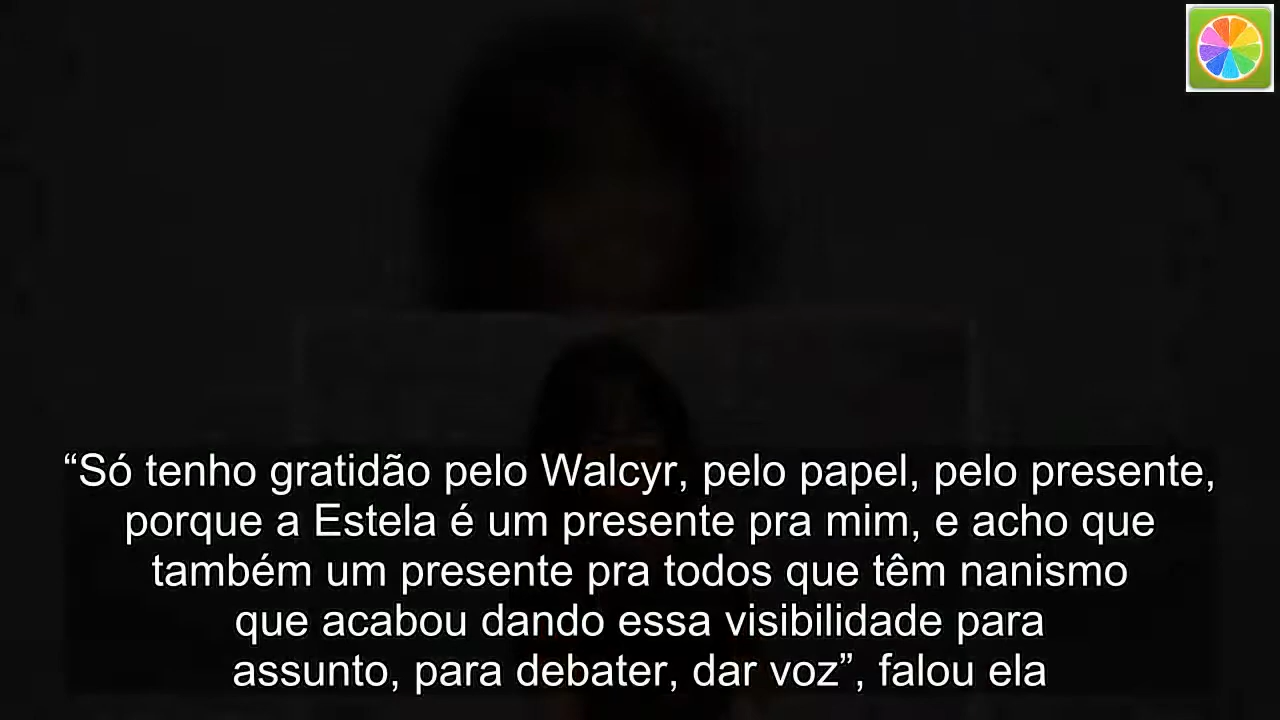 “Só tenho gratidão pelo Walcyr, pelo papel, pelo presente,
porque a Estela é um presente pra mim, e acho que
também um presente pra todos que têm nanismo
que acabou dando essa visibilidade para
assunto, para debater, dar voz”, falou ela